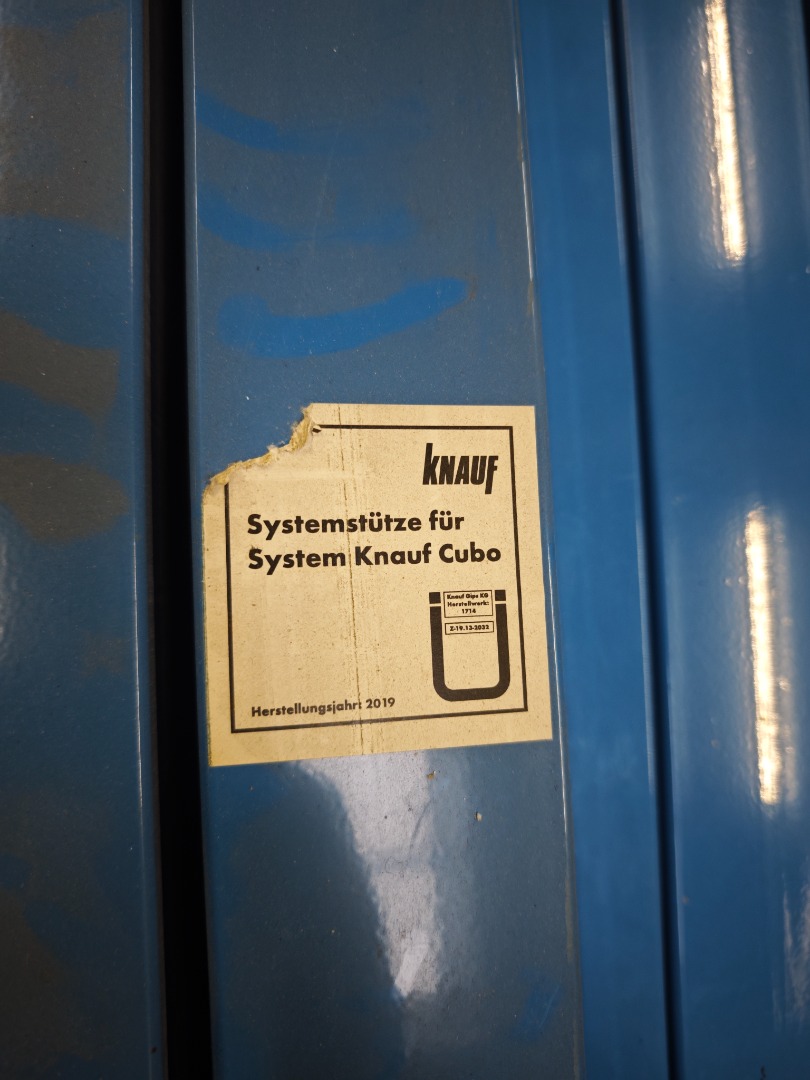 KNAUF
Systemstütze für
System Knauf Cubo
Knauf Gips KG
Herstellwerk:
1714
Z-19.13-2032
Herstellungsjahr: 2019